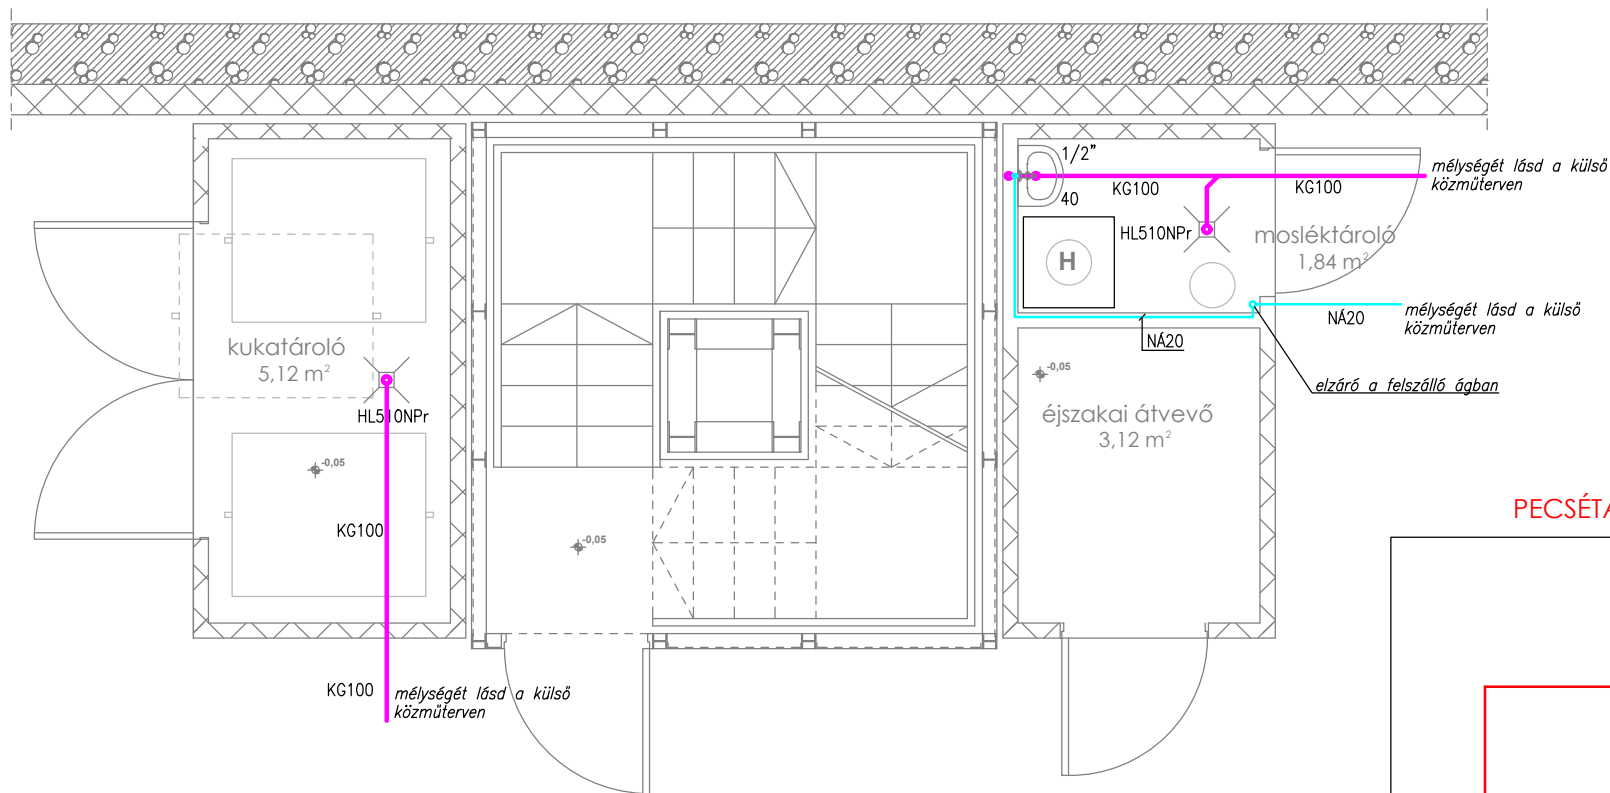 1/2"
mélységét lásd a külső
közműterven
KG100
KG100
40
HL510NPr
mosléktároló
1,84 m²
H
NÁ20
mélységét lásd a külső
közműterven
NÁ20
elzáró a felszálló ágban
kukatároló
5,12 m²
HL510NPr
-0,05
KG100
KG100
mélységét lásd a külső
közműterven
-0,05
-0,05
éjszakai átvevő
3,12 m²
PECSÉTA